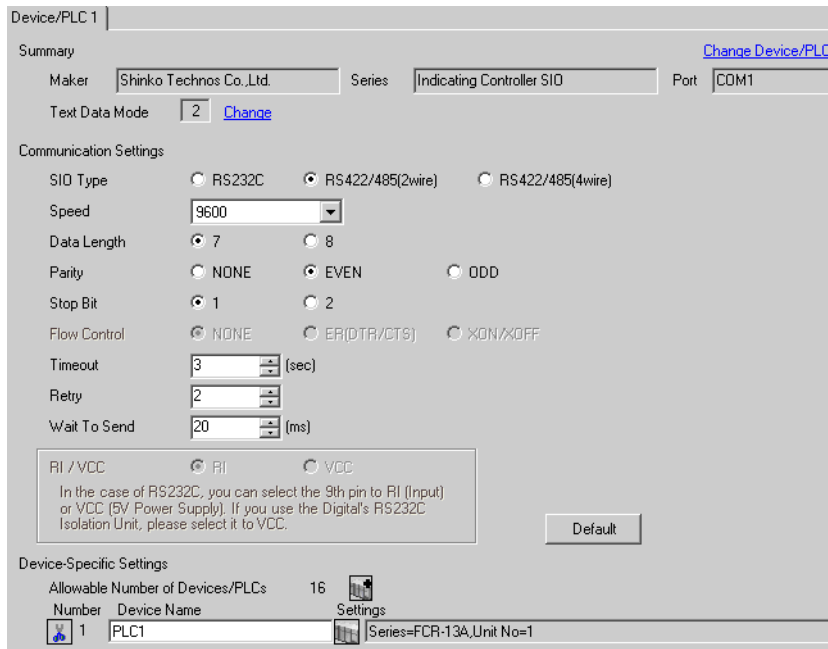 Device/PLC 1
Summary
Change Device/PLC
Maker Shinko Technos Co.,Ltd. Series Indicating Controller SIO Port COM1
Text Data Mode 2 Change
Communication Settings
SIO Type RS232C RS422/485(2wire) RS422/485(4wire)
Speed 9600
Data Length 7 8
Parity NONE EVEN ODD
Stop Bit 1 2
Flow Control NONE ER(DTR/CTS) XON/XOFF
Timeout 3 (sec)
Retry 2
Wait To Send 20 (ms)
RI / VCC RI VCC
In the case of RS232C, you can select the 9th pin to RI (Input)
or VCC (5V Power Supply). If you use the Digital's RS232C
Isolation Unit, please select it to VCC.
Default
Device-Specific Settings
Allowable Number of Devices/PLCs 16
Number Device Name Settings
1 PLC1 Series=FCR-13A,Unit No=1